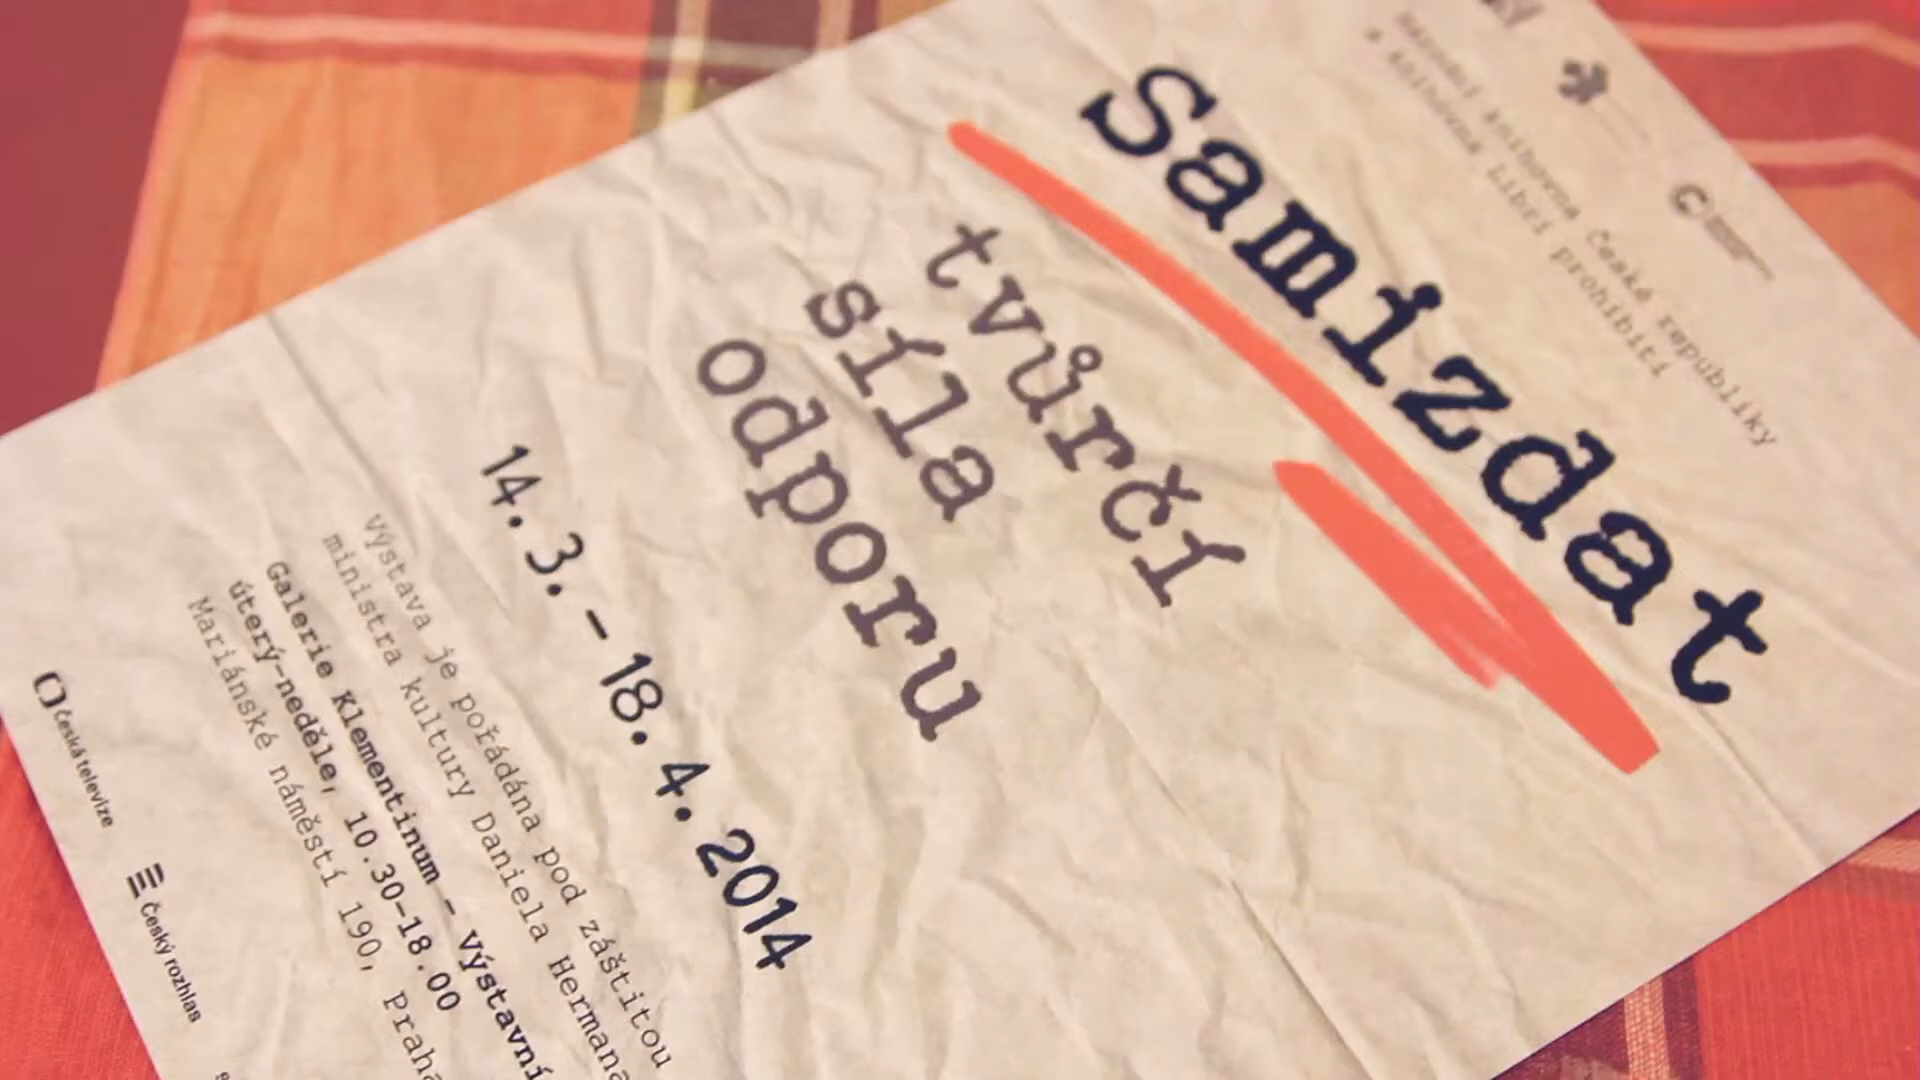 Národní knihovna České republiky
a knihovna Libri prohibiti
Samizdat
tvůrčí
síla
odporu
14. 3. – 18. 4. 2014
Výstava je pořádána pod záštitou
ministra kultury Daniela Hermana
Galerie Klementinum – výstavní
úterý–neděle, 10.30–18.00
Mariánské náměstí 190, Praha
Česká televize
Český rozhlas